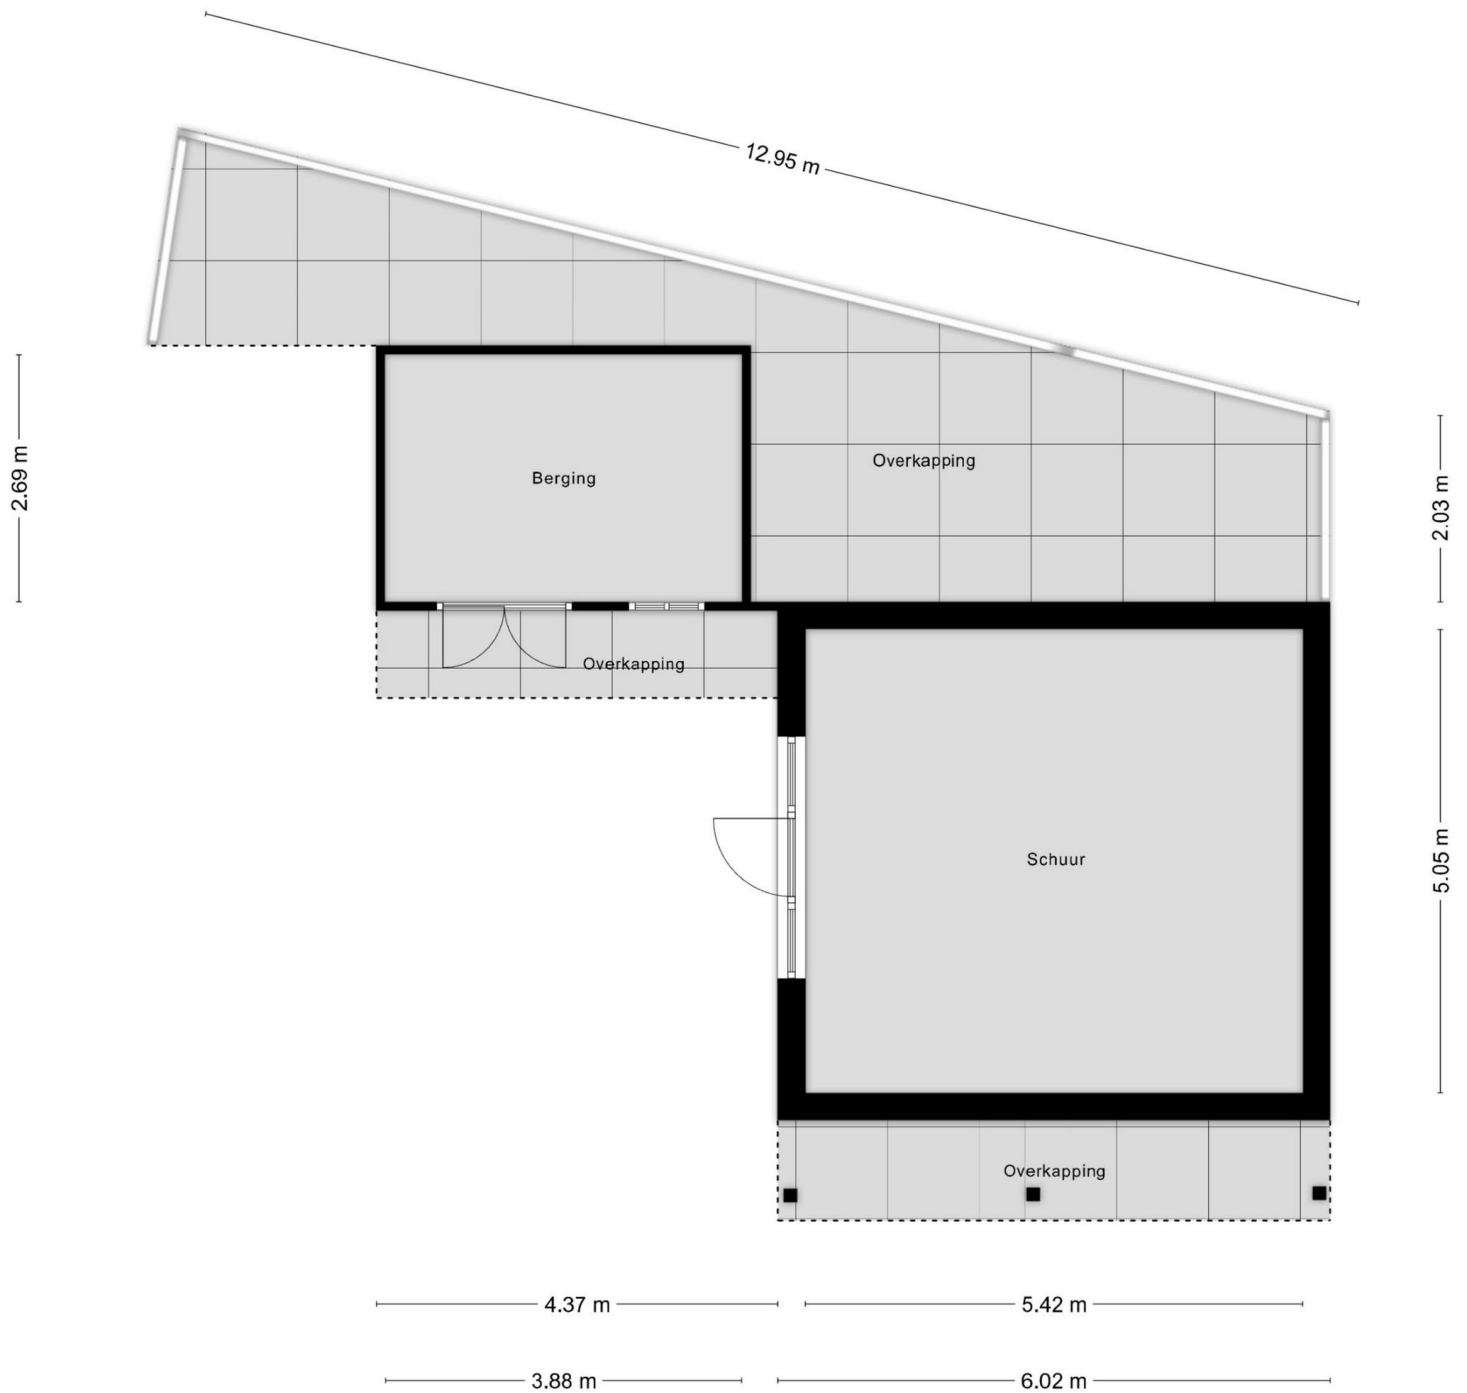 12.95 m
Berging
Overkapping
2.69 m
2.03 m
Overkapping
Schuur
5.05 m
Overkapping
4.37 m
5.42 m
3.88 m
6.02 m